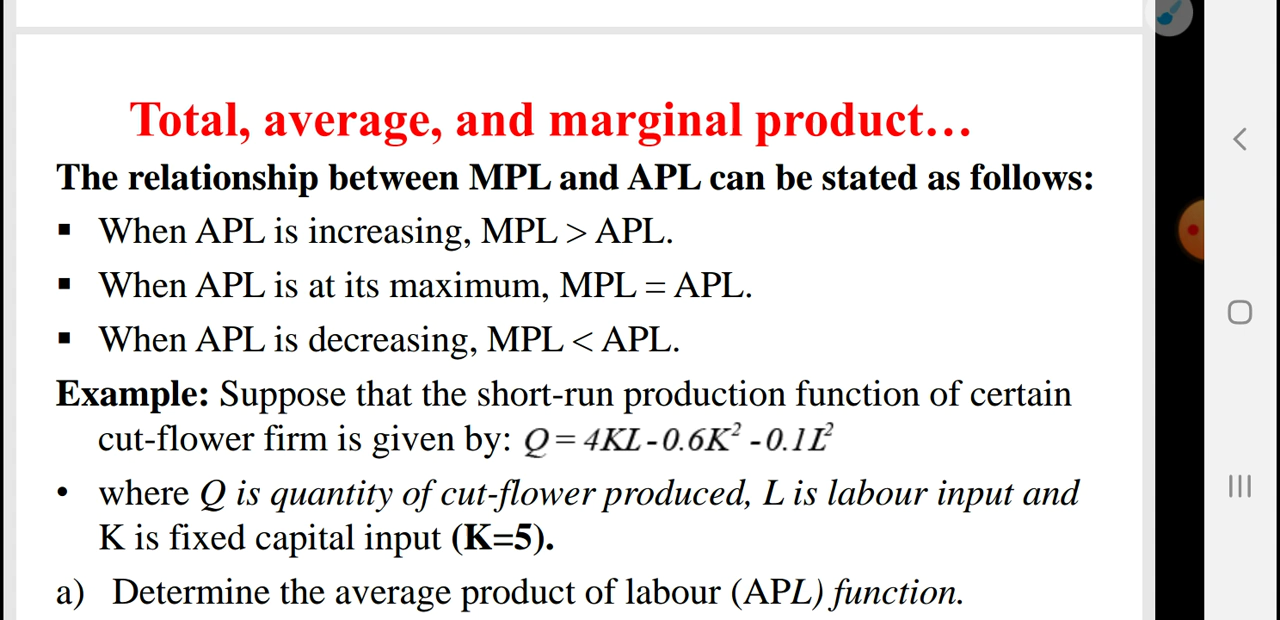 Total, average, and marginal product...
The relationship between MPL and APL can be stated as follows:
▪ When APL is increasing, MPL > APL.
▪ When APL is at its maximum, MPL = APL.
▪ When APL is decreasing, MPL < APL.
Example: Suppose that the short-run production function of certain
cut-flower firm is given by: Q = 4KL - 0.6K² - 0.1L²
• where Q is quantity of cut-flower produced, L is labour input and
K is fixed capital input (K=5).
a) Determine the average product of labour (APL) function.